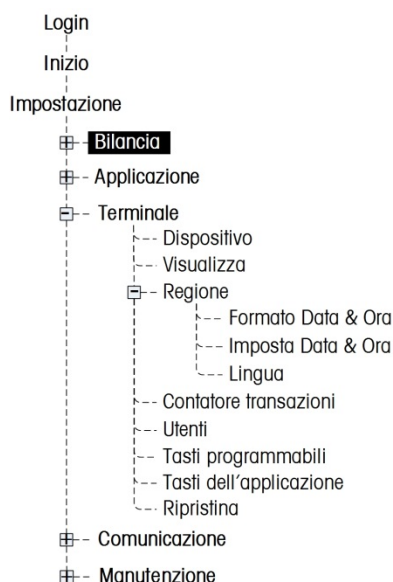 Login
Inizio
Impostazione
Bilancia
Applicazione
Terminale
Dispositivo
Visualizza
Regione
Formato Data & Ora
Imposta Data & Ora
Lingua
Contatore transazioni
Utenti
Tasti programmabili
Tasti dell'applicazione
Ripristina
Comunicazione
Manutenzione